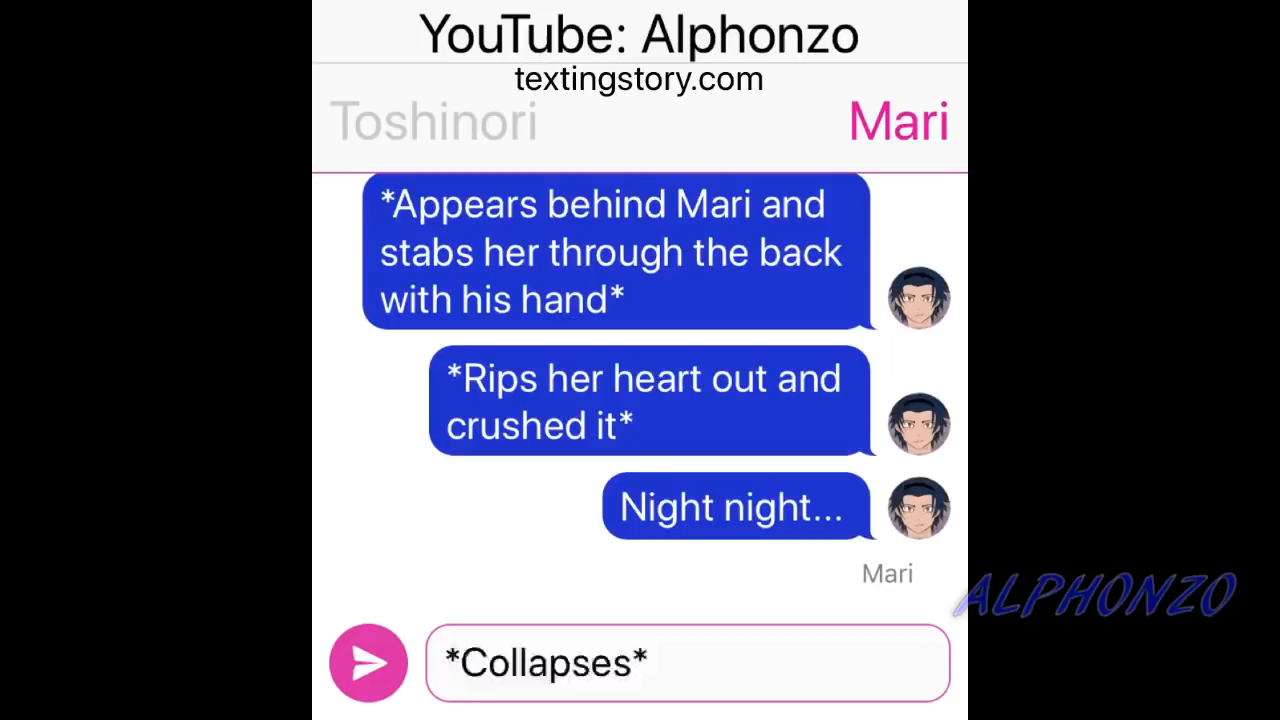 YouTube: Alphonzo
textingstory.com
Toshinori
Mari
*Appears behind Mari and
stabs her through the back
with his hand*
*Rips her heart out and
crushed it*
Night night...
Mari
ALPHONZO
*Collapses*